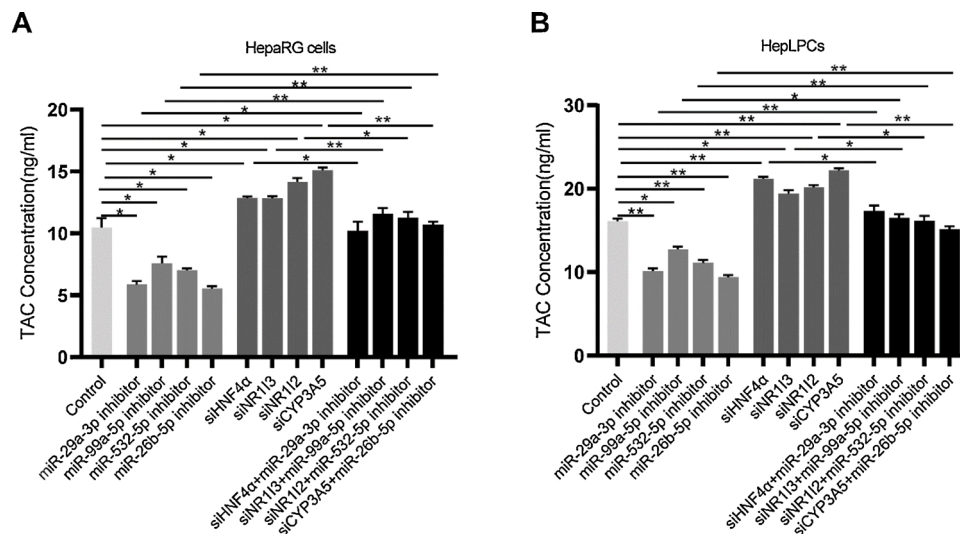 A
HepaRG cells
**
**
**
*
*
**
*
*
*
**
*
*
*
*
*
*
TAC Concentration(ng/ml)
20
15
10
5
0
Control
miR-29a-3p inhibitor
miR-99a-5p inhibitor
miR-532-5p inhibitor
miR-26b-5p inhibitor
siHNF4α
siNR1I3
siNR1I2
siCYP3A5
siHNF4α+miR-29a-3p inhibitor
siNR1I3+miR-99a-5p inhibitor
siNR1I2+miR-532-5p inhibitor
siCYP3A5+miR-26b-5p inhibitor
B
HepLPCs
**
**
*
**
**
**
**
*
*
*
**
*
**
**
*
**
TAC Concentration(ng/ml)
30
20
10
0
Control
miR-29a-3p inhibitor
miR-99a-5p inhibitor
miR-532-5p inhibitor
miR-26b-5p inhibitor
siHNF4α
siNR1I3
siNR1I2
siCYP3A5
siHNF4α+miR-29a-3p inhibitor
siNR1I3+miR-99a-5p inhibitor
siNR1I2+miR-532-5p inhibitor
siCYP3A5+miR-26b-5p inhibitor